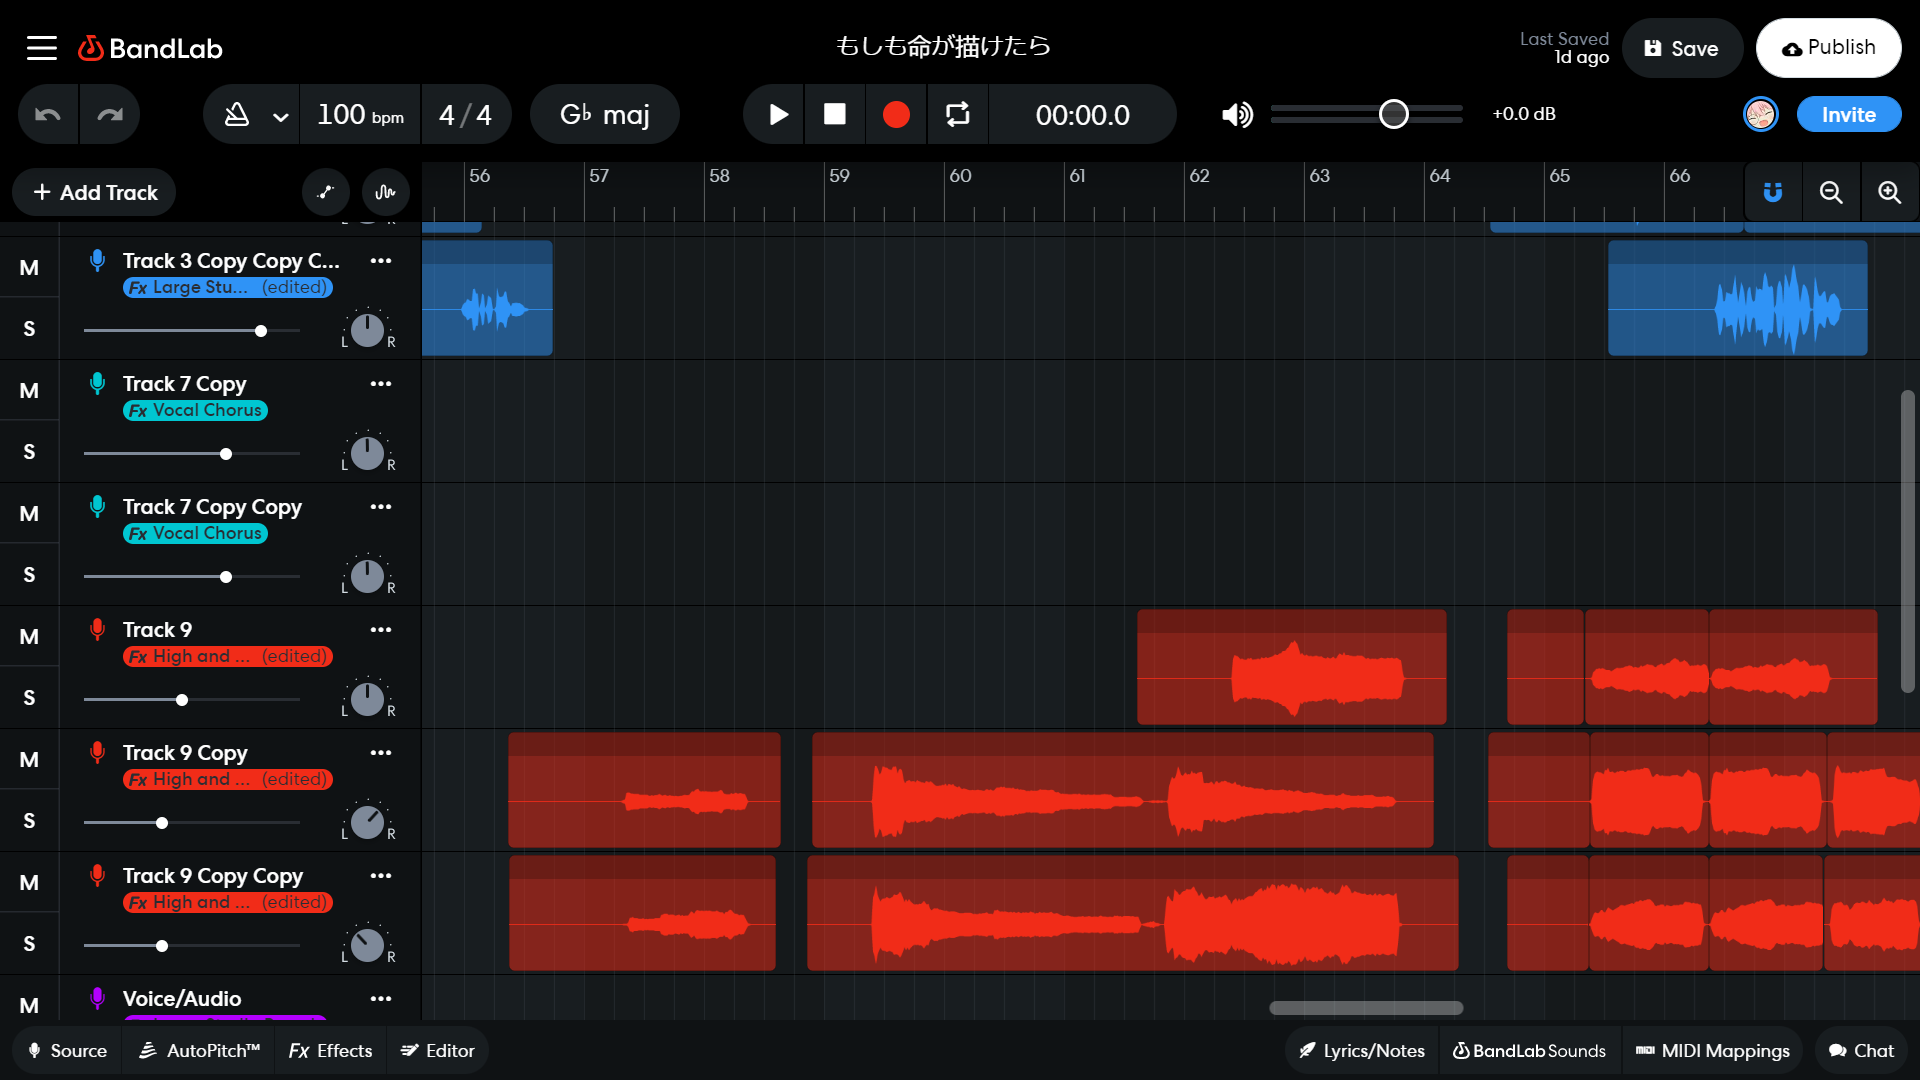 BandLab
もしも命が描けたら
Last Saved
1d ago
Save
Publish
100 bpm
4 / 4
G♭ maj
00:00.0
+0.0 dB
Invite
+ Add Track
56 57 58 59 60 61 62 63 64 65 66
L R
M
Track 3 Copy Copy C...
Fx Large Stu... (edited)
S
L R
M
Track 7 Copy
Fx Vocal Chorus
S
L R
M
Track 7 Copy Copy
Fx Vocal Chorus
S
L R
M
Track 9
Fx High and ... (edited)
S
L R
M
Track 9 Copy
Fx High and ... (edited)
S
L R
M
Track 9 Copy Copy
Fx High and ... (edited)
S
L R
M
Voice/Audio
Source
AutoPitch™
Fx Effects
Editor
Lyrics/Notes
BandLab Sounds
MIDI Mappings
Chat